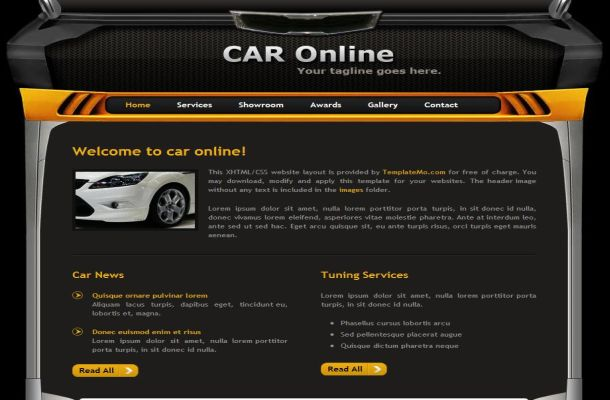 CAR Online
Your tagline goes here.
Home Services Showroom Awards Gallery Contact
Welcome to car online!
This XHTML/CSS website layout is provided by TemplateMo.com for free of charge. You
may download, modify and apply this template for your websites. The header image
without any text is included in the images folder.
Lorem ipsum dolor sit amet, nulla lorem porttitor porta turpis, in sit dolor id nulla,
donec vivamus lorem eleifend, asperiores vitae molestie pharetra. Ante at interdum leo,
ante sed ut sed hac. Eget arcu quisque sit, eu ante turpis risus, orci turpis eget mauris
aenean.
Car News
Quisque ornare pulvinar lorem
Aliquam lacus turpis, dapibus eget, tincidunt eu,
lobortis et, magna.
Donec euismod enim et risus
Lorem ipsum dolor sit amet, nulla lorem porttitor
porta turpis, in sit dolor id nulla.
Read All
Tuning Services
Lorem ipsum dolor sit amet, nulla lorem porttitor porta
turpis, in sit dolor id nulla.
Phasellus cursus lobortis arcu
Sed pellentesque placerat augue
Quisque dictum pharetra neque
Read All